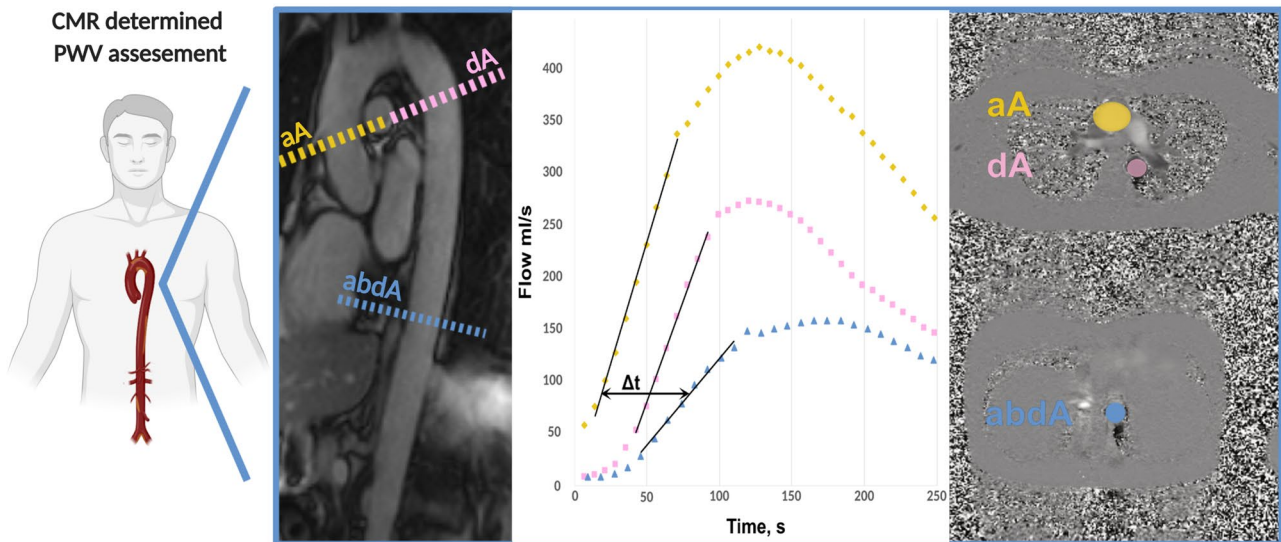 CMR determined
PWV assesement
aA
dA
abdA
Flow ml/s
400
350
300
250
200
150
100
50
0
Δt
0
50
100
150
200
250
Time, s
aA
dA
abdA